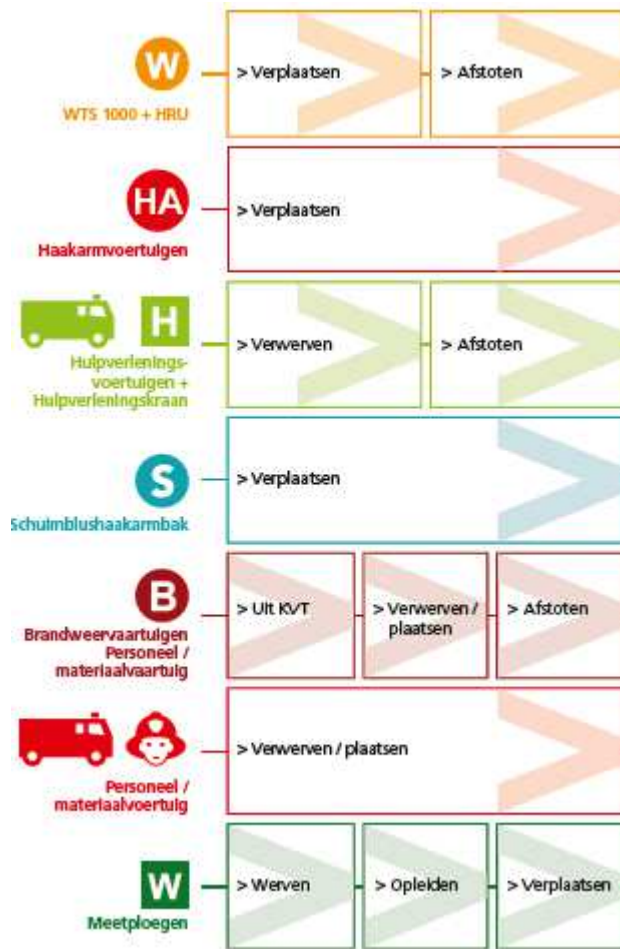 W
WTS 1000 + HRU
> Verplaatsen
> Afstoten
HA
Haakarmvoertuigen
> Verplaatsen
H
Hulpverlenings-
voertuigen +
Hulpverleningskraan
> Verwerven
> Afstoten
S
Schuimblushaakarmbak
> Verplaatsen
B
Brandweervaartuigen
Personeel /
materiaalvaartuig
> Uit KVT
> Verwerven /
plaatsen
> Afstoten
Personeel /
materiaalvoertuig
> Verwerven / plaatsen
W
Meetploegen
> Werven
> Opleiden
> Verplaatsen